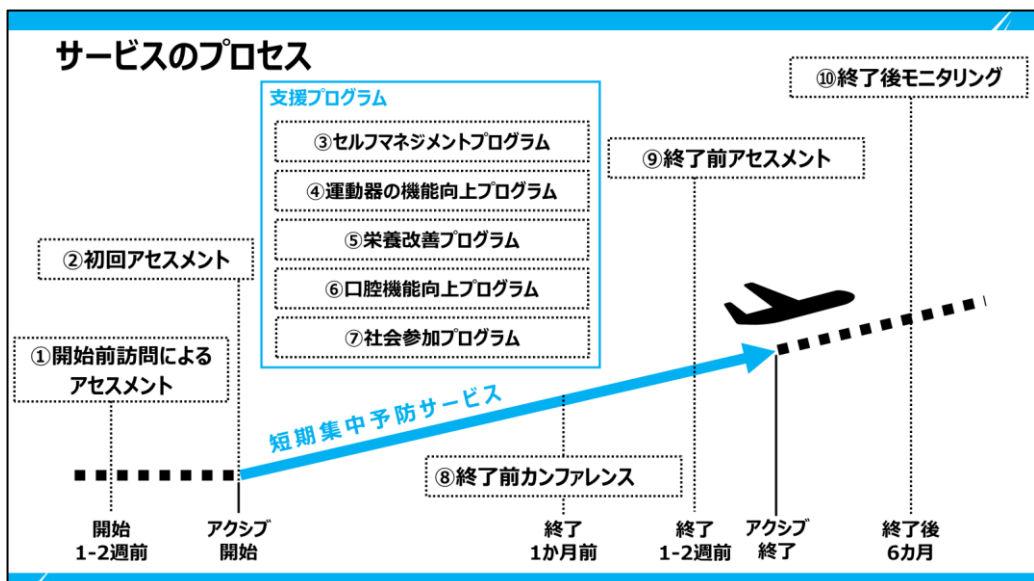 サービスのプロセス
支援プログラム
③セルフマネジメントプログラム
④運動器の機能向上プログラム
⑤栄養改善プログラム
⑥口腔機能向上プログラム
⑦社会参加プログラム
⑩終了後モニタリング
⑨終了前アセスメント
②初回アセスメント
①開始前訪問による
アセスメント
短期集中予防サービス
⑧終了前カンファレンス
開始
1-2週前
アクシブ
開始
終了
1か月前
終了
1-2週前
アクシブ
終了
終了後
6カ月